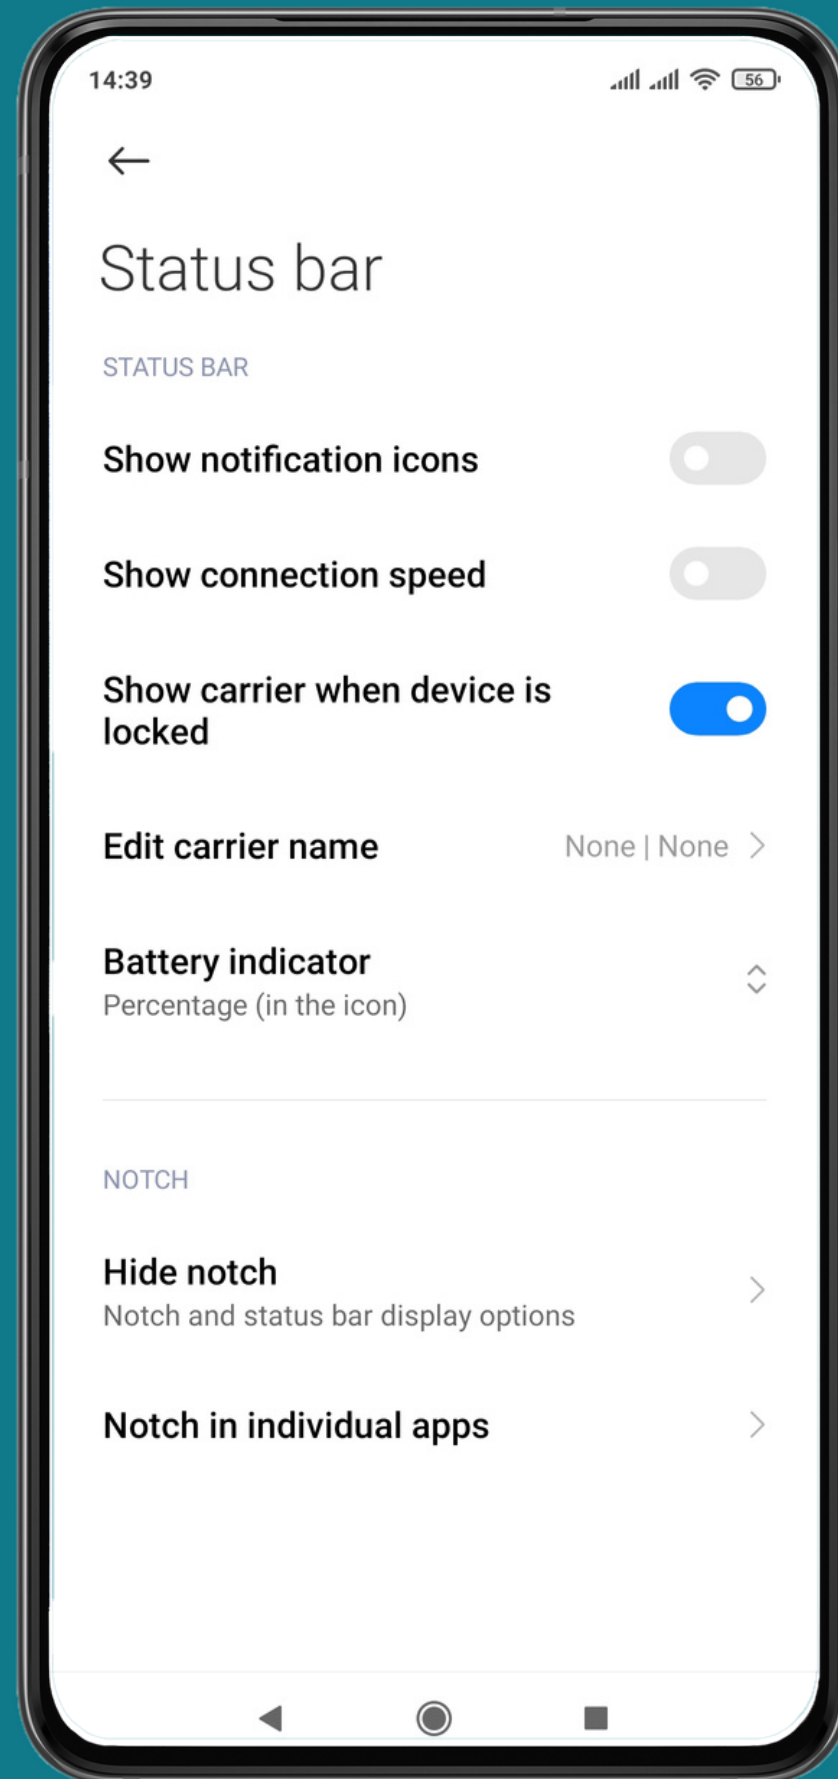 14:39
56
Status bar
STATUS BAR
Show notification icons
Show connection speed
Show carrier when device is
locked
Edit carrier name
None | None
Battery indicator
Percentage (in the icon)
NOTCH
Hide notch
Notch and status bar display options
Notch in individual apps